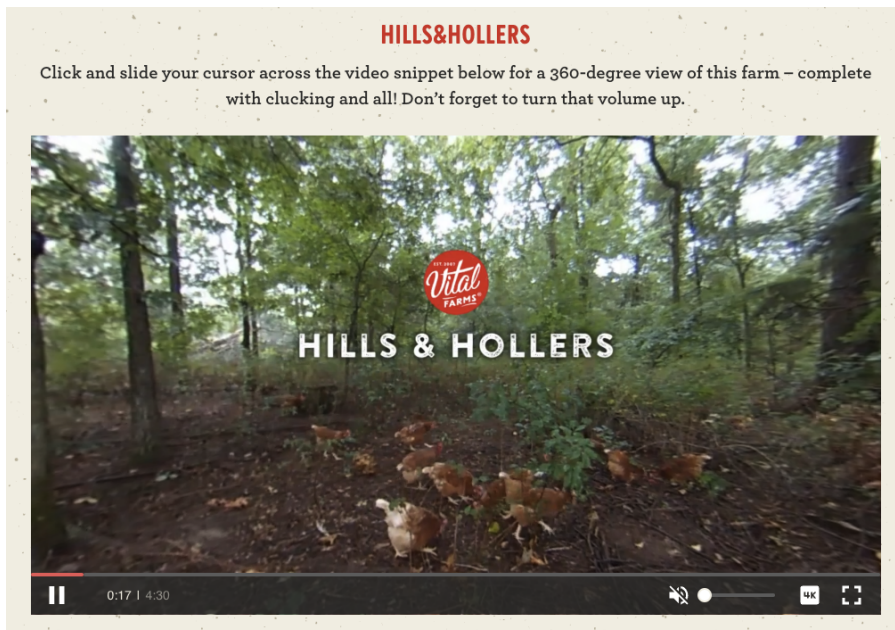 HILLS&HOLLERS
Click and slide your cursor across the video snippet below for a 360-degree view of this farm – complete
with clucking and all! Don’t forget to turn that volume up.
EST. 2007
Vital
FARMS®
HILLS & HOLLERS
0:17 | 4:30
4K